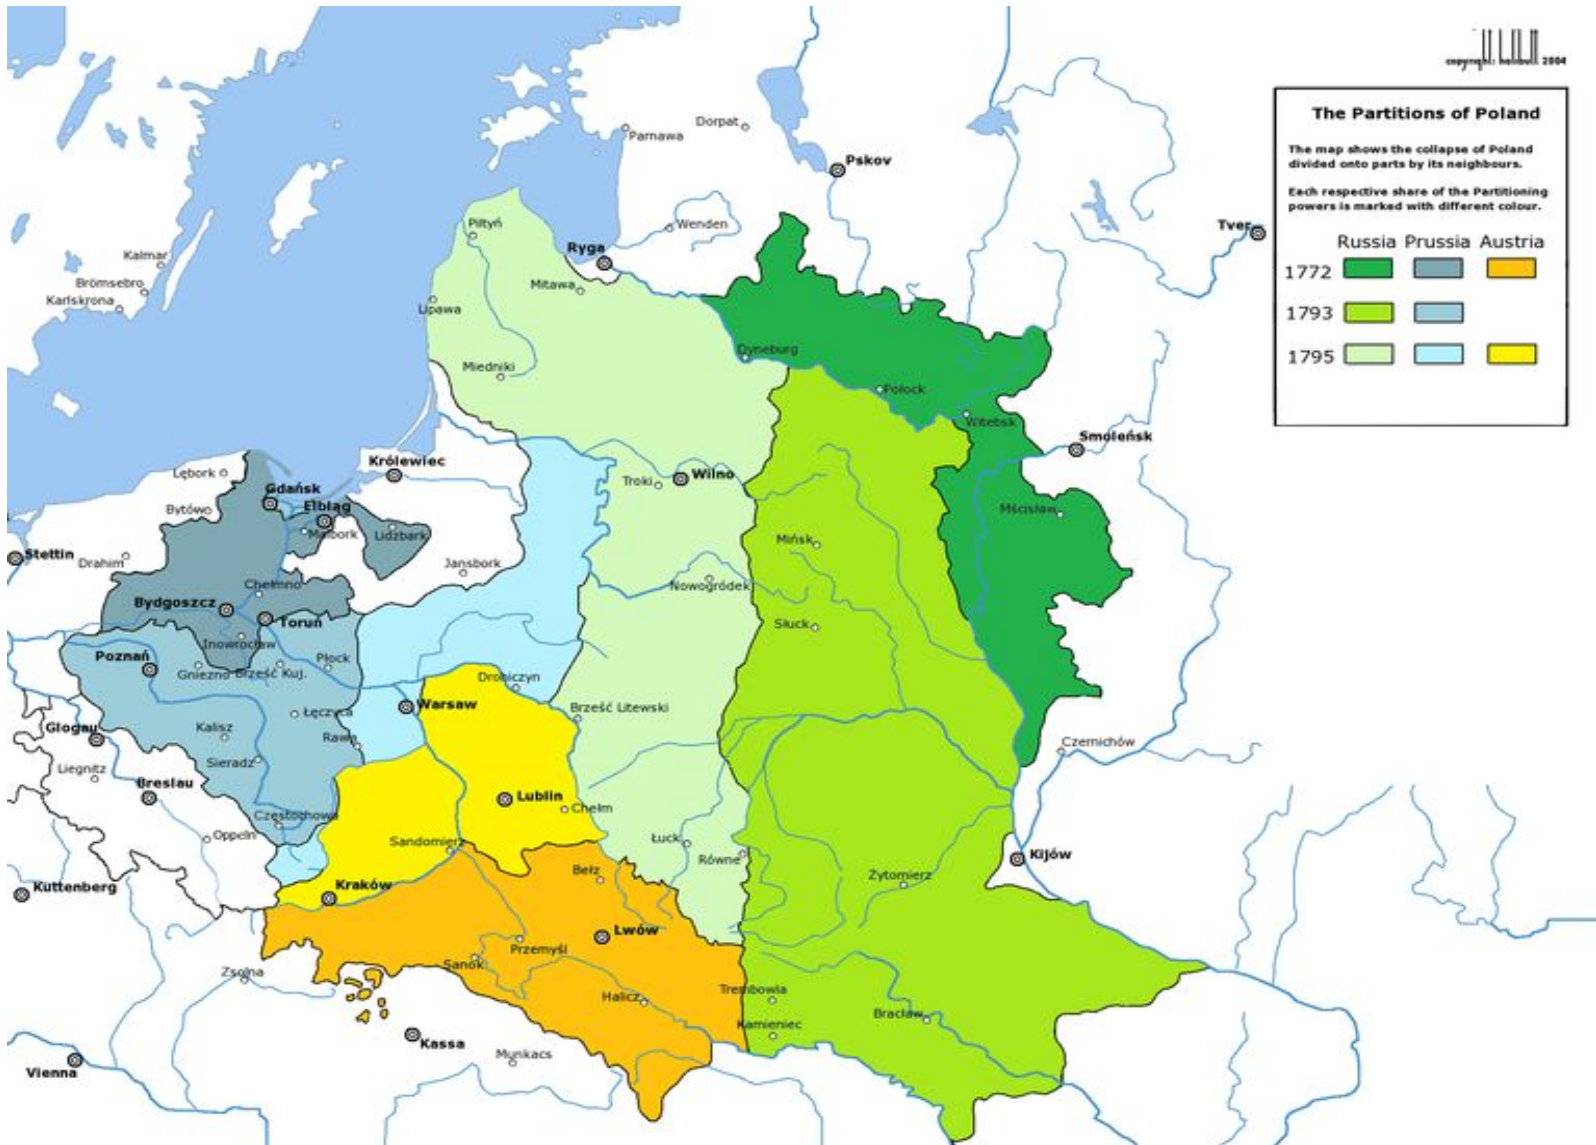 copyright: halibutt 2004
The Partitions of Poland
The map shows the collapse of Poland
divided onto parts by its neighbours.
Each respective share of the Partitioning
powers is marked with different colour.
Russia Prussia Austria
1772
1793
1795
Parnawa
Dorpat
Pskov
Piltyń
Wenden
Tver
Ryga
Kalmar
Brömsebro
Karlskrona
Mitawa
Lipawa
Dyneburg
Miedniki
Połock
Witebsk
Smoleńsk
Królewiec
Lębork
Troki
Wilno
Gdańsk
Elbląg
Bytów
Malbork
Lidzbark
Mścisław
Stettin
Drahim
Jansbork
Mińsk
Chełmno
Nowogródek
Bydgoszcz
Toruń
Słuck
Inowrocław
Poznań
Gniezno
Brześć Kuj.
Płock
Drohiczyn
Warsaw
Łęczyca
Brześć Litewski
Glogau
Kalisz
Rawa
Czernichów
Liegnitz
Sieradz
Breslau
Lublin
Chełm
Częstochowa
Oppeln
Sandomierz
Łuck
Równe
Kijów
Bełz
Żytomierz
Kuttenberg
Kraków
Lwów
Przemyśl
Sanok
Zsolna
Halicz
Trembowla
Bracław
Kamieniec
Kassa
Munkacs
Vienna